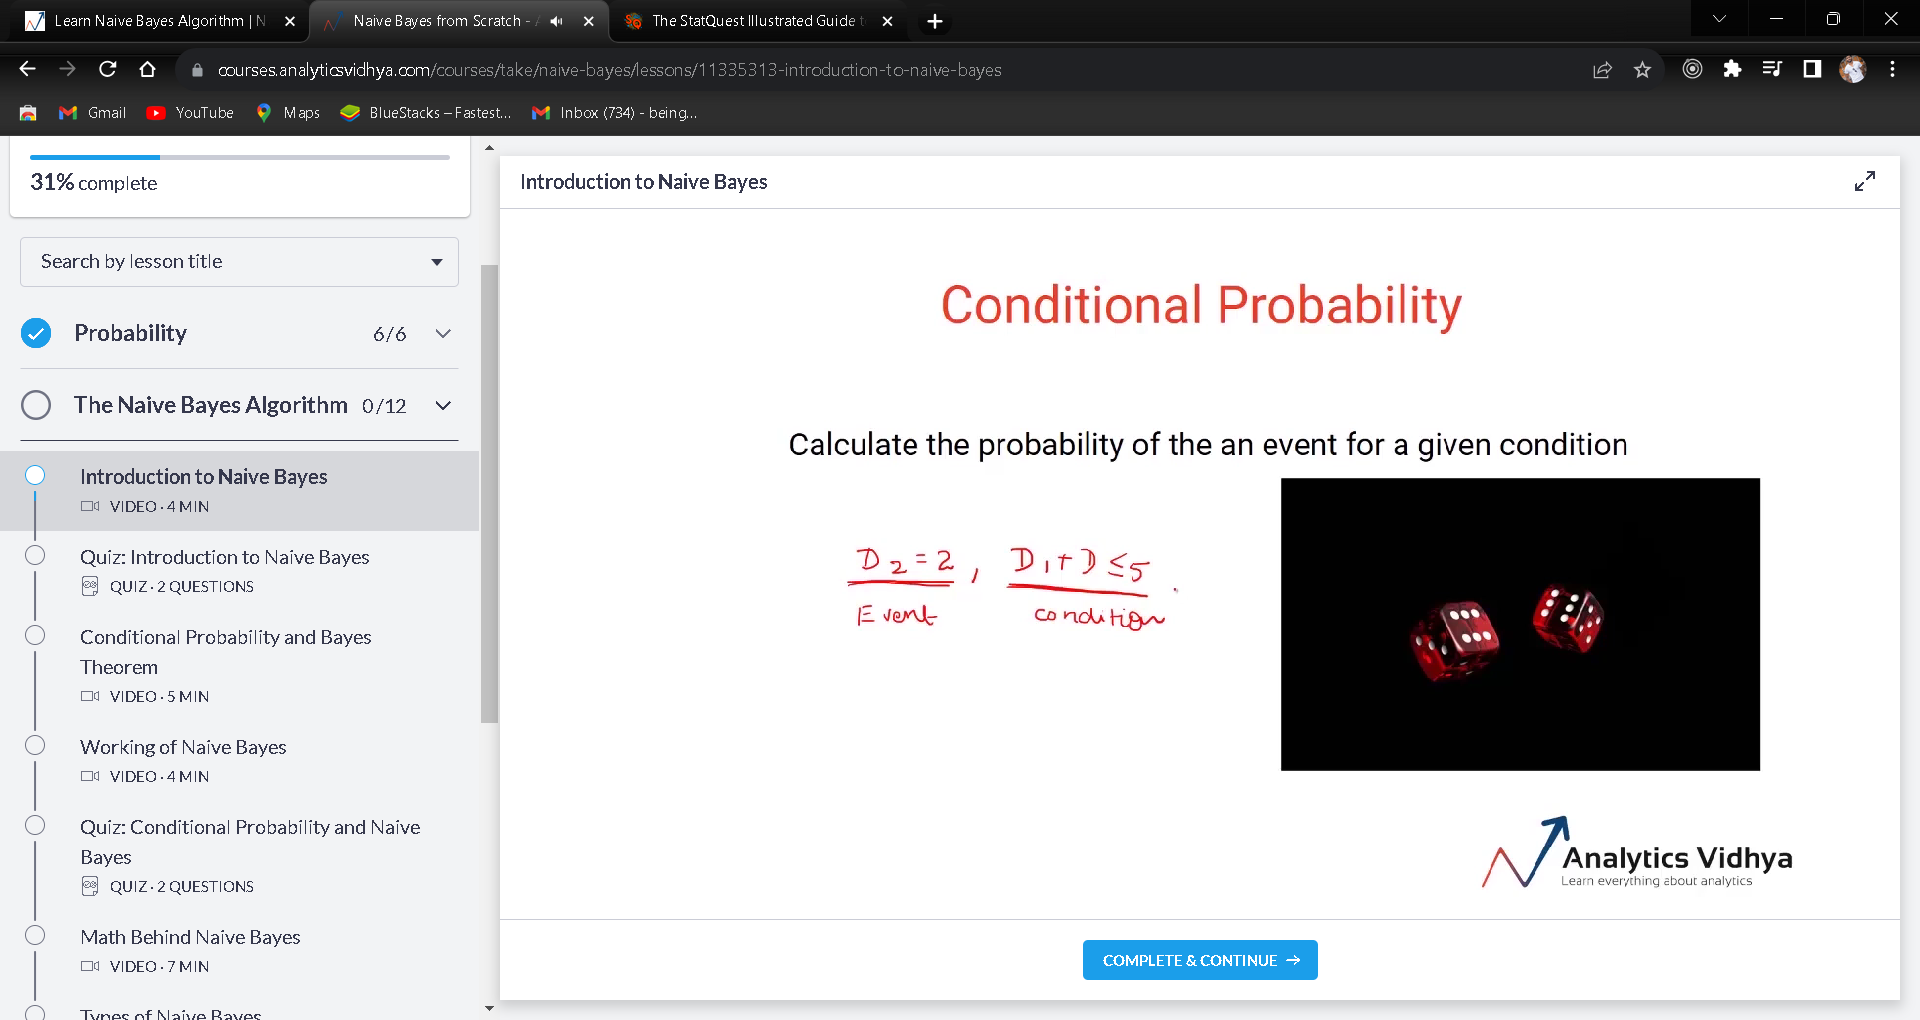 Learn Naive Bayes Algorithm | N
Naive Bayes from Scratch - A
The StatQuest Illustrated Guide t
courses.analyticsvidhya.com/courses/take/naive-bayes/lessons/11335313-introduction-to-naive-bayes
Gmail
YouTube
Maps
BlueStacks – Fastest...
Inbox (734) - being...
31% complete
Search by lesson title
Probability 6/6
The Naive Bayes Algorithm 0/12
Introduction to Naive Bayes
VIDEO · 4 MIN
Quiz: Introduction to Naive Bayes
QUIZ · 2 QUESTIONS
Conditional Probability and Bayes
Theorem
VIDEO · 5 MIN
Working of Naive Bayes
VIDEO · 4 MIN
Quiz: Conditional Probability and Naive
Bayes
QUIZ · 2 QUESTIONS
Math Behind Naive Bayes
VIDEO · 7 MIN
Types of Naive Bayes
Introduction to Naive Bayes
Conditional Probability
Calculate the probability of the an event for a given condition
D2 = 2, D1 + D ≤ 5
Event condition
Analytics Vidhya
Learn everything about analytics
COMPLETE & CONTINUE →